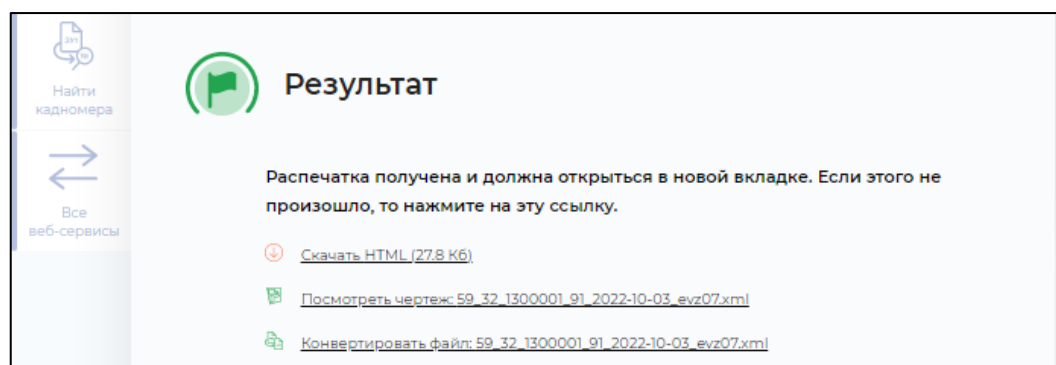 Найти
кадномера
Все
веб-сервисы
Результат
Распечатка получена и должна открыться в новой вкладке. Если этого не
произошло, то нажмите на эту ссылку.
Скачать HTML (27.8 Кб)
Посмотреть чертеж: 59_32_1300001_91_2022-10-03_evz07.xml
Конвертировать файл: 59_32_1300001_91_2022-10-03_evz07.xml